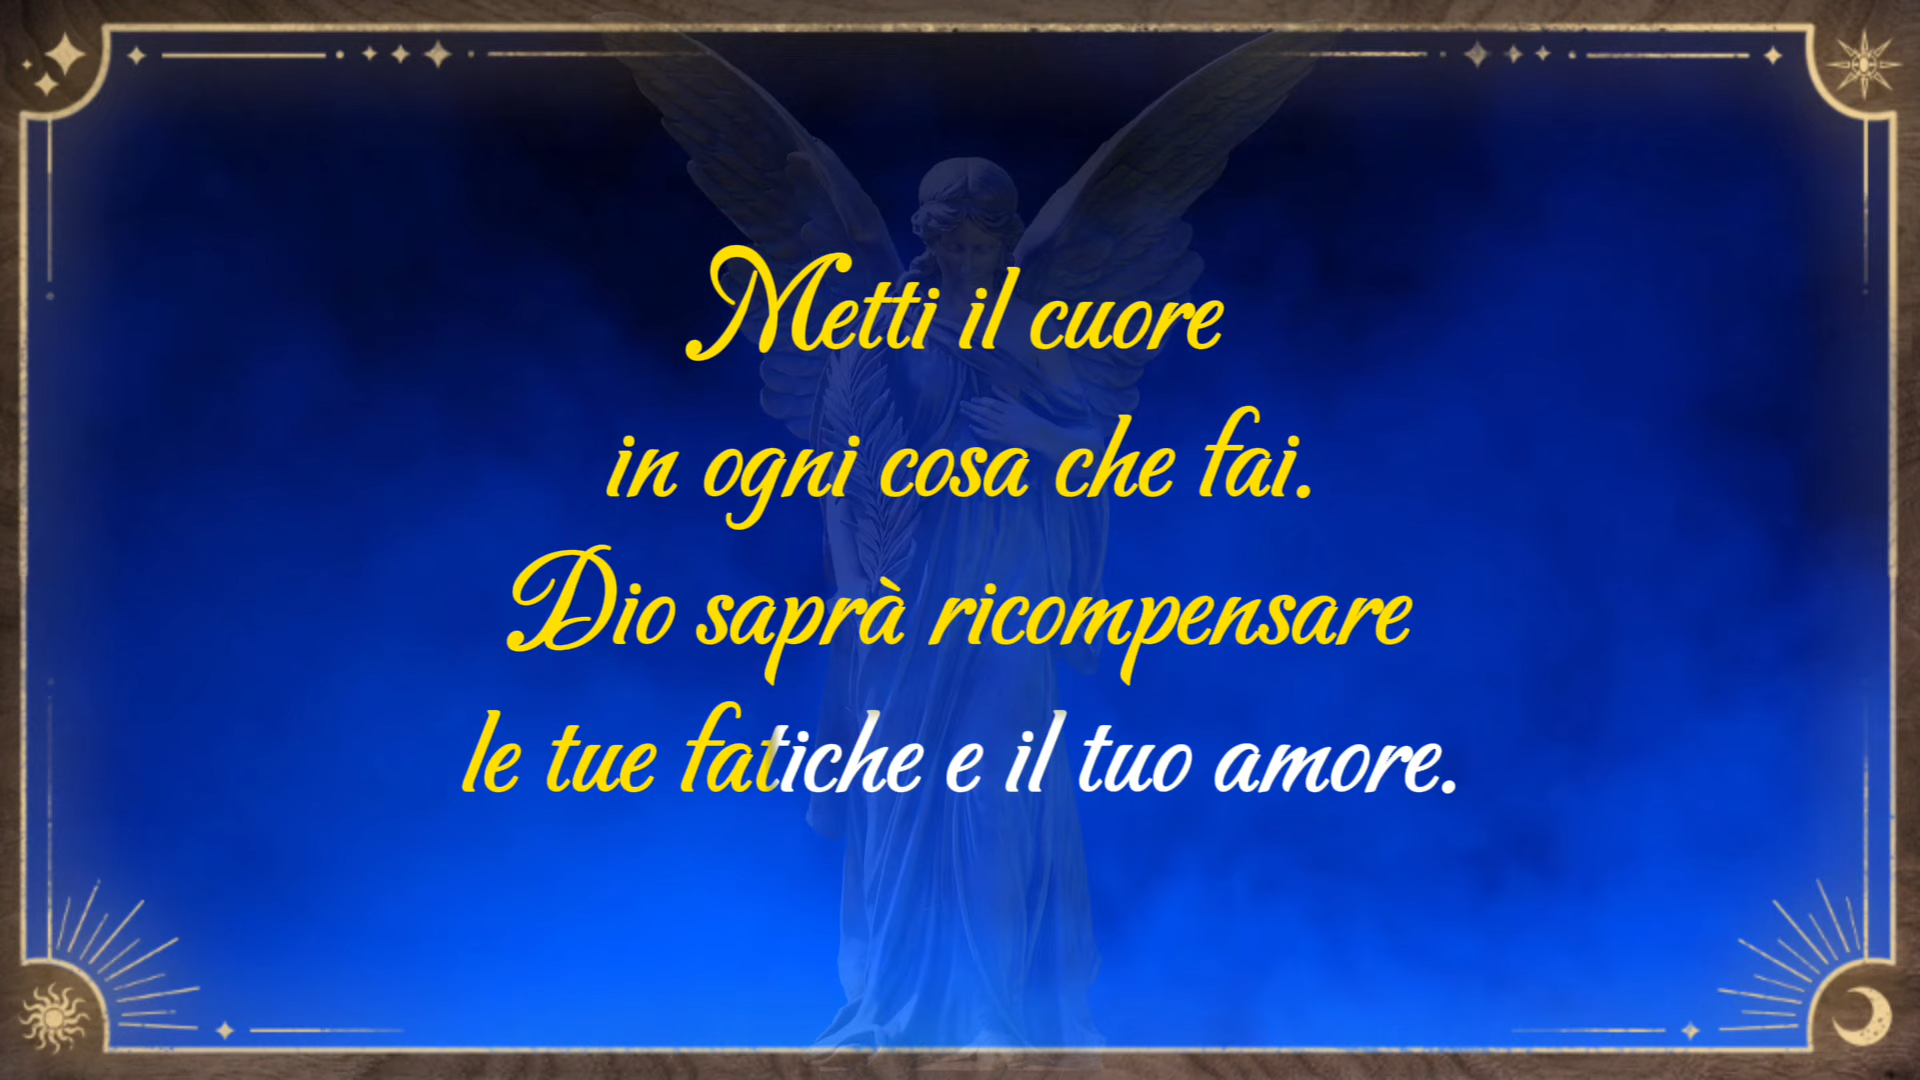 Metti il cuore
in ogni cosa che fai.
Dio saprà ricompensare
le tue fatiche e il tuo amore.